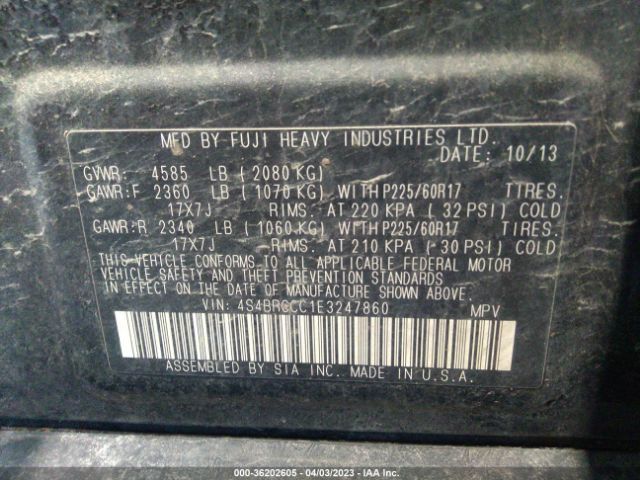 MFD BY FUJI HEAVY INDUSTRIES LTD.
DATE: 10/13
GVWR: 4585 LB ( 2080 KG)
GAWR:F 2360 LB ( 1070 KG) WITH P225/60R17 TIRES.
17X7J RIMS. AT 220 KPA ( 32 PSI) COLD
GAWR:R 2340 LB ( 1060 KG) WITH P225/60R17 TIRES.
17X7J RIMS. AT 210 KPA ( 30 PSI) COLD
THIS VEHICLE CONFORMS TO ALL APPLICABLE FEDERAL MOTOR
VEHICLE SAFETY AND THEFT PREVENTION STANDARDS
IN EFFECT ON THE DATE OF MANUFACTURE SHOWN ABOVE.
VIN: 4S4BRGCC1E3247860 MPV
ASSEMBLED BY SIA INC. MADE IN U.S.A.
000-36202605 - 04/03/2023 - IAA Inc.